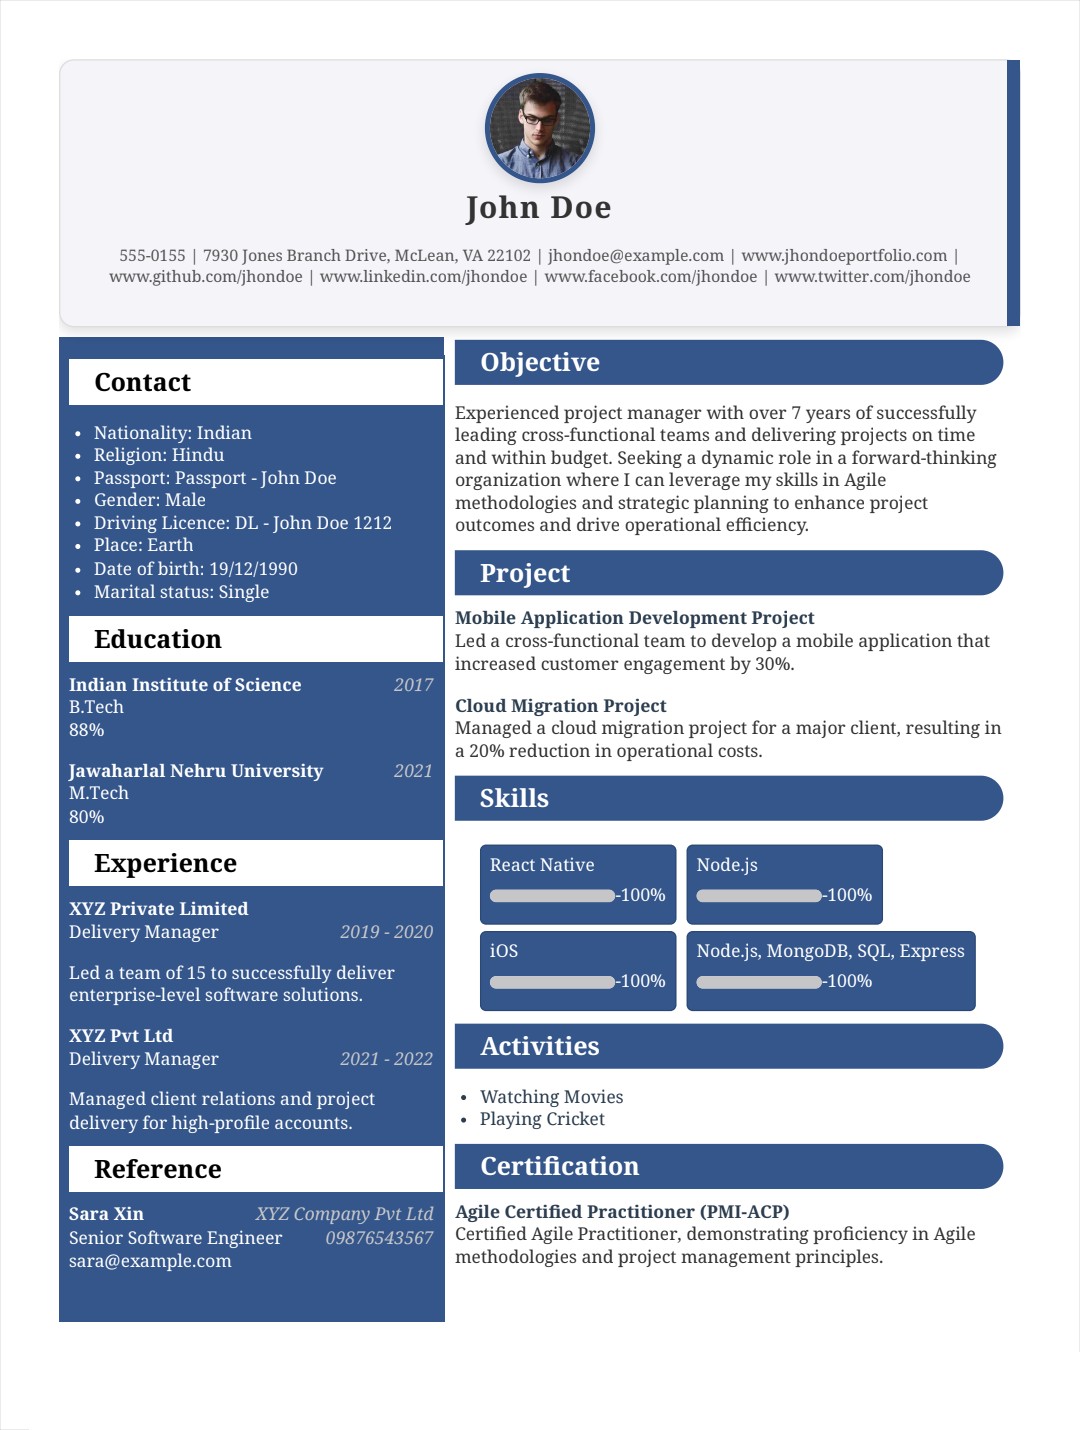 John Doe
555-0155 | 7930 Jones Branch Drive, McLean, VA 22102 | jhondoe@example.com | www.jhondoeportfolio.com |
www.github.com/jhondoe | www.linkedin.com/jhondoe | www.facebook.com/jhondoe | www.twitter.com/jhondoe
Contact
• Nationality: Indian
• Religion: Hindu
• Passport: Passport - John Doe
• Gender: Male
• Driving Licence: DL - John Doe 1212
• Place: Earth
• Date of birth: 19/12/1990
• Marital status: Single
Education
Indian Institute of Science 2017
B.Tech
88%
Jawaharlal Nehru University 2021
M.Tech
80%
Experience
XYZ Private Limited
Delivery Manager 2019 - 2020
Led a team of 15 to successfully deliver
enterprise-level software solutions.
XYZ Pvt Ltd
Delivery Manager 2021 - 2022
Managed client relations and project
delivery for high-profile accounts.
Reference
Sara Xin XYZ Company Pvt Ltd
Senior Software Engineer 09876543567
sara@example.com
Objective
Experienced project manager with over 7 years of successfully
leading cross-functional teams and delivering projects on time
and within budget. Seeking a dynamic role in a forward-thinking
organization where I can leverage my skills in Agile
methodologies and strategic planning to enhance project
outcomes and drive operational efficiency.
Project
Mobile Application Development Project
Led a cross-functional team to develop a mobile application that
increased customer engagement by 30%.
Cloud Migration Project
Managed a cloud migration project for a major client, resulting in
a 20% reduction in operational costs.
Skills
React Native
-100%
Node.js
-100%
iOS
-100%
Node.js, MongoDB, SQL, Express
-100%
Activities
• Watching Movies
• Playing Cricket
Certification
Agile Certified Practitioner (PMI-ACP)
Certified Agile Practitioner, demonstrating proficiency in Agile
methodologies and project management principles.